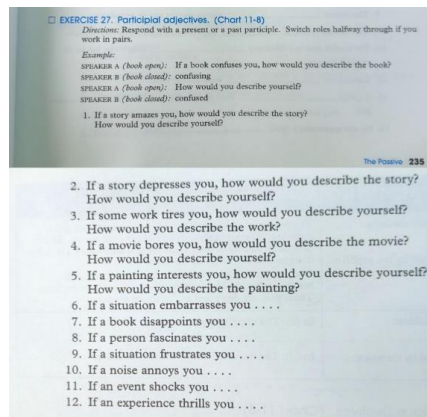 □ EXERCISE 27. Participial adjectives. (Chart 11-8)
Directions: Respond with a present or a past participle. Switch roles halfway through if you
work in pairs.
Example:
SPEAKER A (book open): If a book confuses you, how would you describe the book?
SPEAKER B (book closed): confusing
SPEAKER A (book open): How would you describe yourself?
SPEAKER B (book closed): confused
1. If a story amazes you, how would you describe the story?
How would you describe yourself?
The Passive 235
2. If a story depresses you, how would you describe the story?
How would you describe yourself?
3. If some work tires you, how would you describe yourself?
How would you describe the work?
4. If a movie bores you, how would you describe the movie?
How would you describe yourself?
5. If a painting interests you, how would you describe yourself?
How would you describe the painting?
6. If a situation embarrasses you . . . .
7. If a book disappoints you . . . .
8. If a person fascinates you . . . .
9. If a situation frustrates you . . . .
10. If a noise annoys you . . . .
11. If an event shocks you . . . .
12. If an experience thrills you . . . .